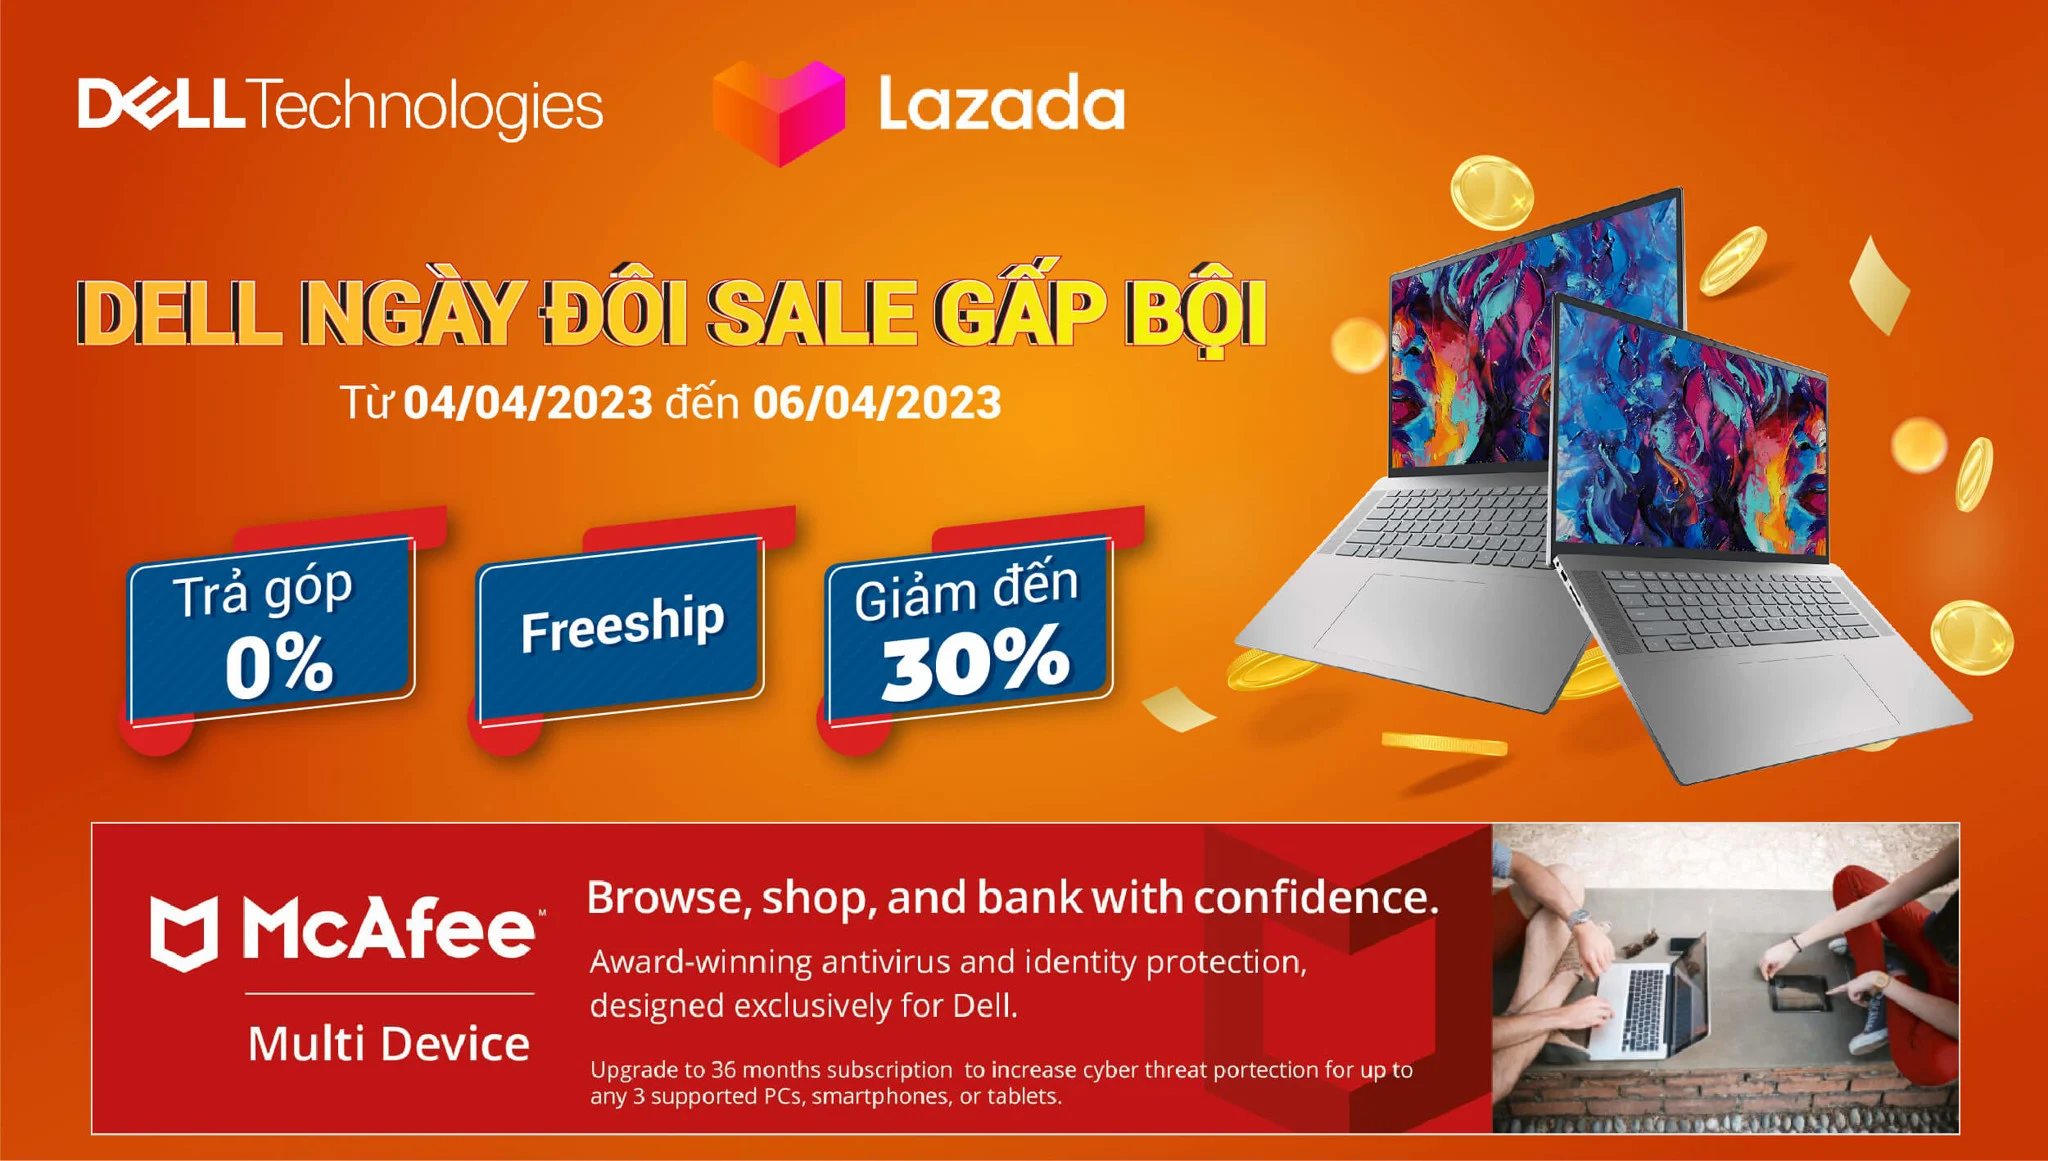 DELL Technologies
Lazada
DELL NGÀY ĐÔI SALE GẤP BỘI
Từ 04/04/2023 đến 06/04/2023
Trả góp
0%
Freeship
Giảm đến
30%
McAfee™
Multi Device
Browse, shop, and bank with confidence.
Award-winning antivirus and identity protection,
designed exclusively for Dell.
Upgrade to 36 months subscription to increase cyber threat portection for up to
any 3 supported PCs, smartphones, or tablets.